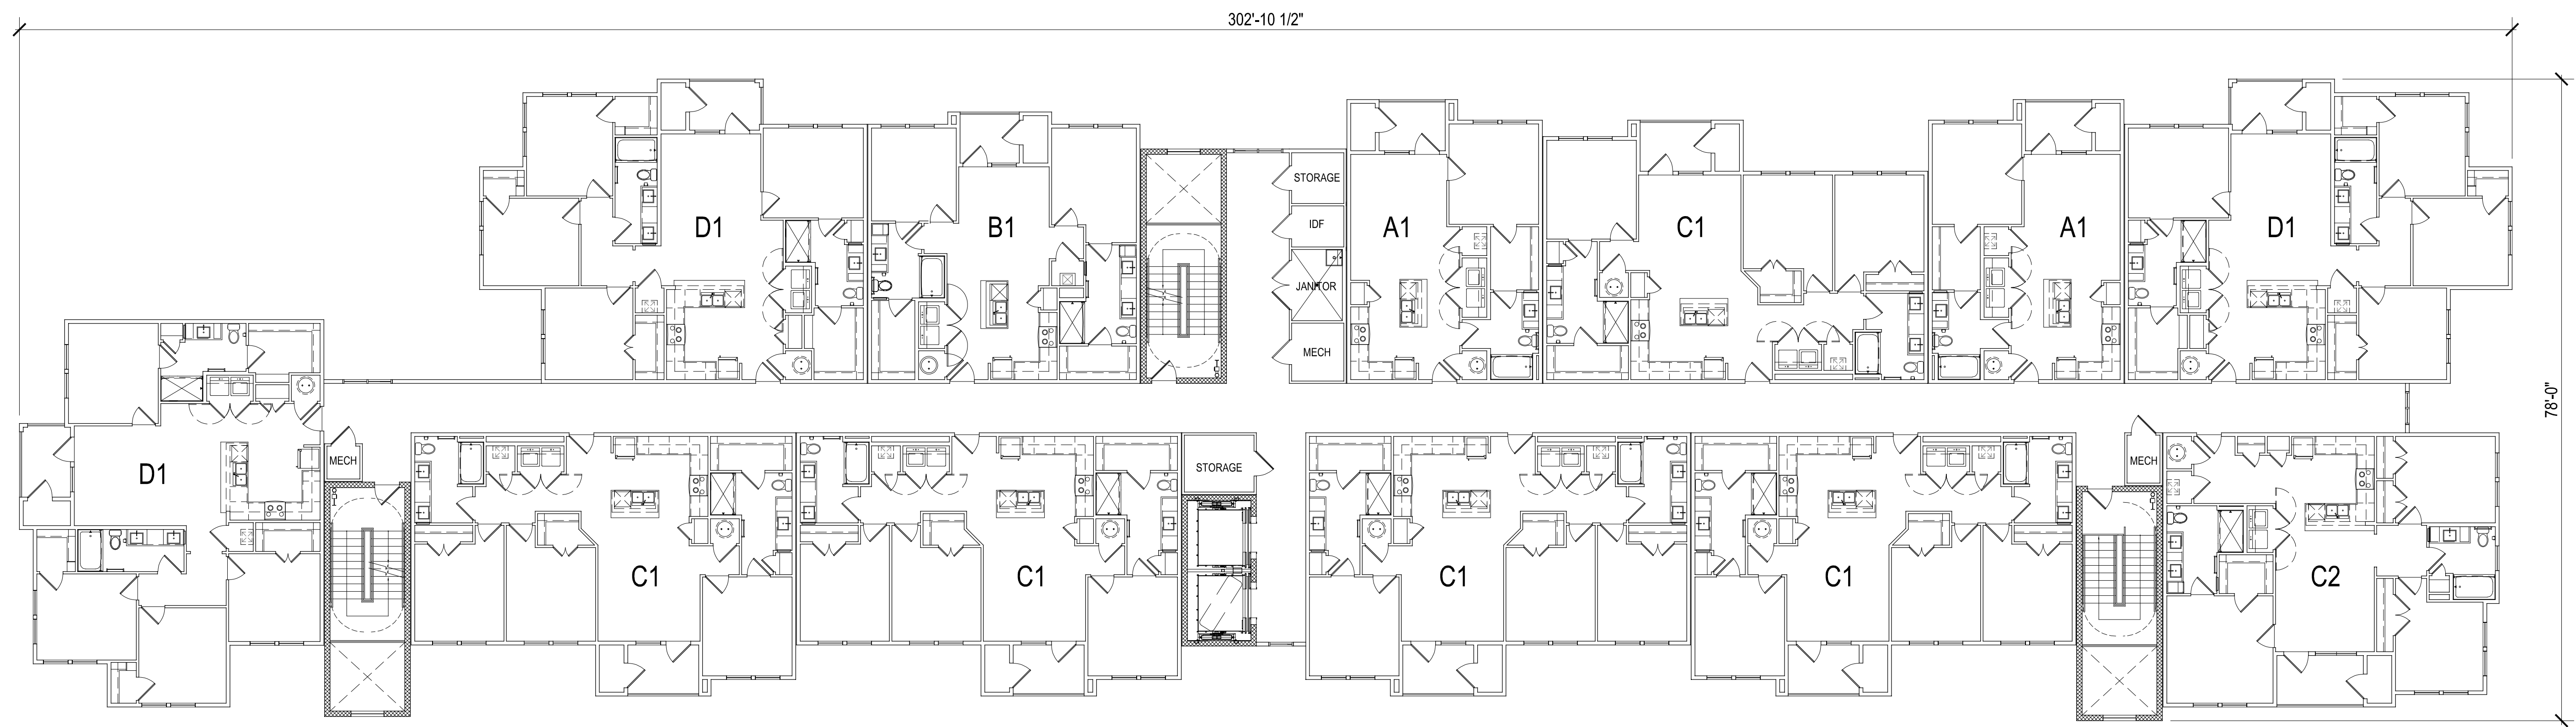 302'-10 1/2"
D1
B1
STORAGE
IDF
JANITOR
MECH
A1
C1
A1
D1
78'-0"
D1
MECH
C1
C1
STORAGE
C1
C1
MECH
C2